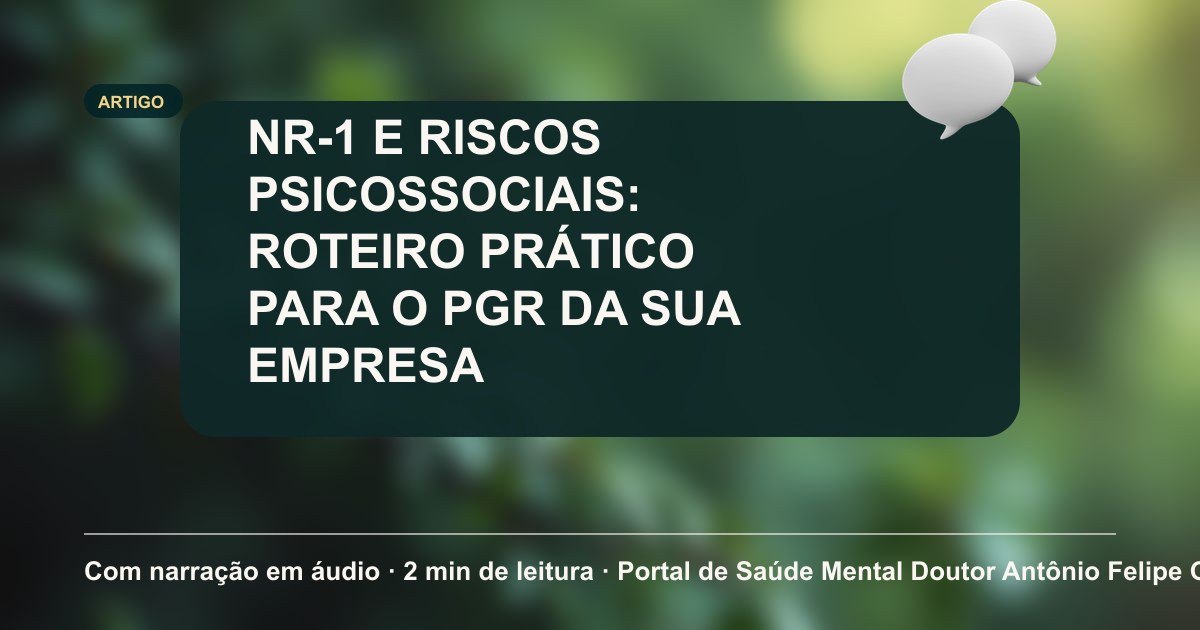 ARTIGO
NR-1 E RISCOS
PSICOSSOCIAIS:
ROTEIRO PRÁTICO
PARA O PGR DA SUA
EMPRESA
Com narração em áudio · 2 min de leitura · Portal de Saúde Mental Doutor Antônio Felipe